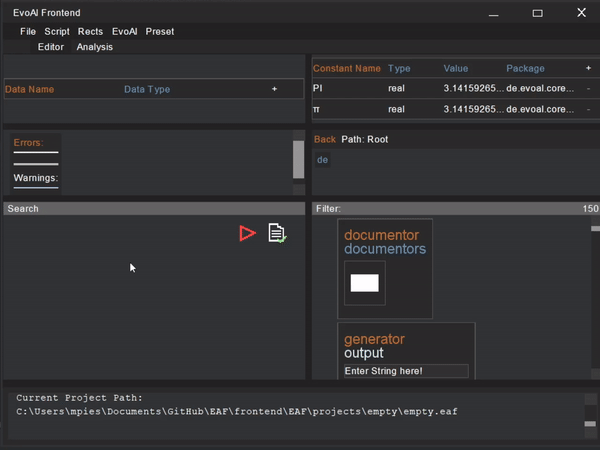 EvoAl Frontend
File Script Rects EvoAl Preset
Editor Analysis
Data Name Data Type +
Constant Name Type Value Package +
PI real 3.14159265... de.evoal.core... -
π real 3.14159265... de.evoal.core... -
Errors:
Warnings:
Back Path: Root
de
Search
Filter: 150
documentor
documentors
generator
output
Enter String here!
Current Project Path:
C:\Users\mpies\Documents\GitHub\EAF\frontend\EAF\projects\empty\empty.eaf